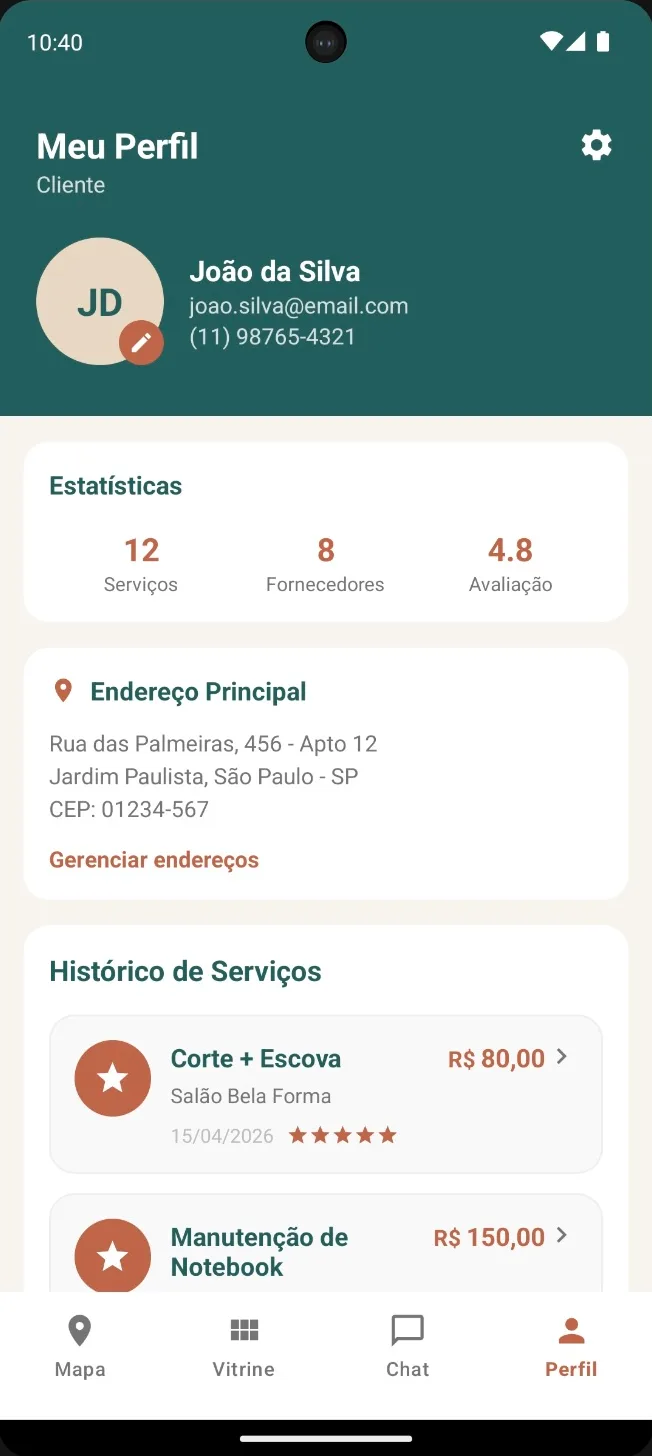 10:40
Meu Perfil
Cliente
JD
João da Silva
joao.silva@email.com
(11) 98765-4321
Estatísticas
12
Serviços
8
Fornecedores
4.8
Avaliação
Endereço Principal
Rua das Palmeiras, 456 - Apto 12
Jardim Paulista, São Paulo - SP
CEP: 01234-567
Gerenciar endereços
Histórico de Serviços
Corte + Escova
R$ 80,00
Salão Bela Forma
15/04/2026
Manutenção de
Notebook
R$ 150,00
Mapa
Vitrine
Chat
Perfil